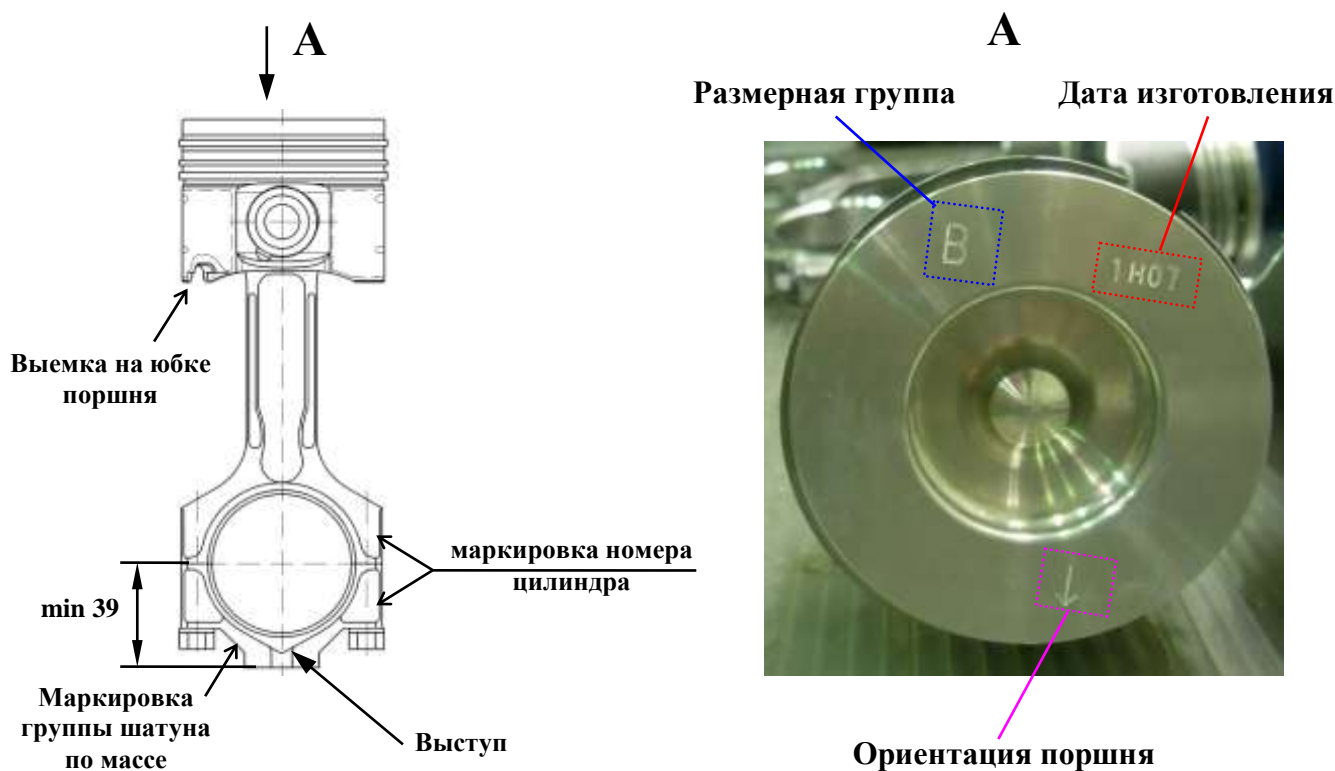 А
А
Размерная группа
Дата изготовления
B
1H07
Выемка на юбке
поршня
маркировка номера
цилиндра
min 39
Маркировка
группы шатуна
по массе
Выступ
Ориентация поршня